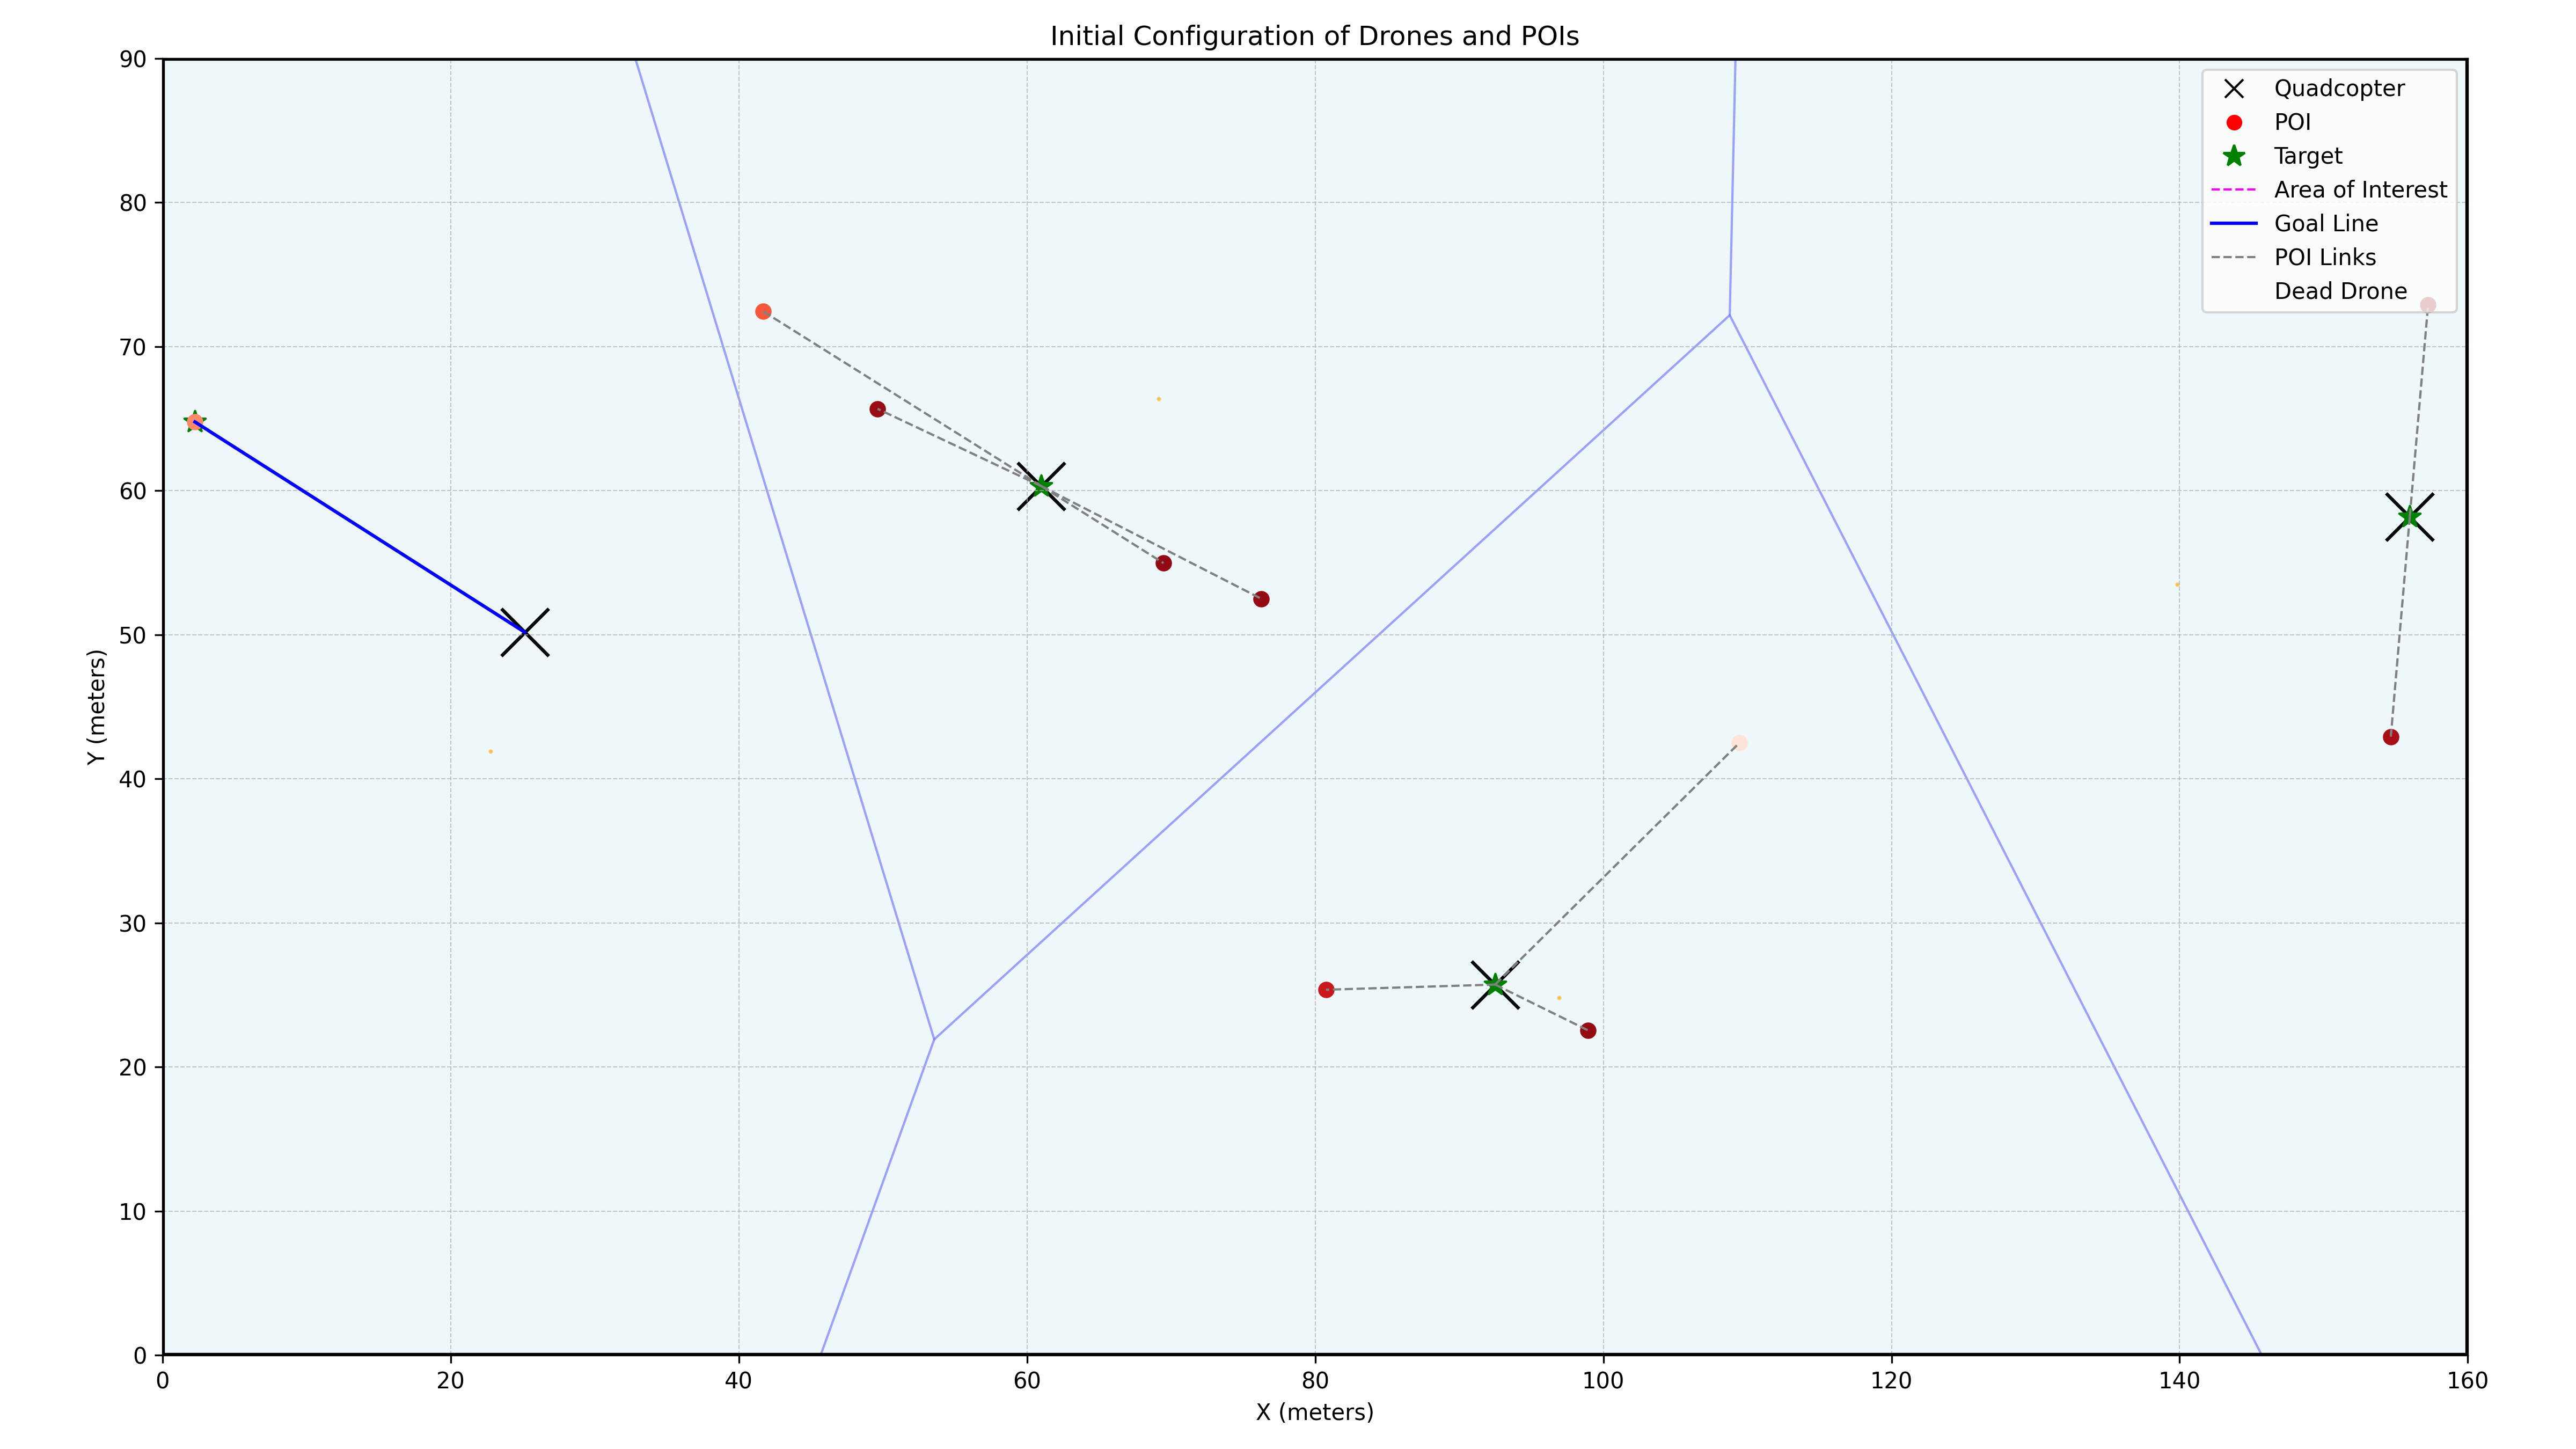 Initial Configuration of Drones and POIs
90
80
70
60
50
40
30
20
10
0
Y (meters)
0 20 40 60 80 100 120 140 160
X (meters)
Quadcopter
POI
Target
Area of Interest
Goal Line
POI Links
Dead Drone